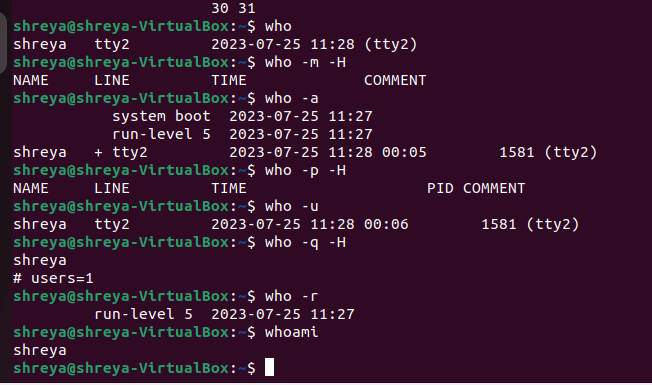 30 31
shreya@shreya-VirtualBox:~$ who
shreya   tty2         2023-07-25 11:28 (tty2)
shreya@shreya-VirtualBox:~$ who -m -H
NAME     LINE         TIME             COMMENT
shreya@shreya-VirtualBox:~$ who -a
           system boot  2023-07-25 11:27
           run-level 5  2023-07-25 11:27
shreya   + tty2         2023-07-25 11:28 00:05        1581 (tty2)
shreya@shreya-VirtualBox:~$ who -p -H
NAME     LINE         TIME                    PID COMMENT
shreya@shreya-VirtualBox:~$ who -u
shreya   tty2         2023-07-25 11:28 00:06        1581 (tty2)
shreya@shreya-VirtualBox:~$ who -q -H
shreya
# users=1
shreya@shreya-VirtualBox:~$ who -r
         run-level 5  2023-07-25 11:27
shreya@shreya-VirtualBox:~$ whoami
shreya
shreya@shreya-VirtualBox:~$